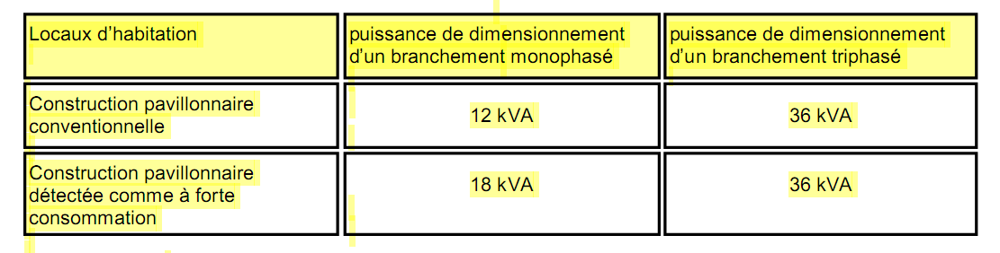 Locaux d'habitation
puissance de dimensionnement
d'un branchement monophasé
puissance de dimensionnement
d'un branchement triphasé
Construction pavillonnaire
conventionnelle
12 kVA
36 kVA
Construction pavillonnaire
détectée comme à forte
consommation
18 kVA
36 kVA